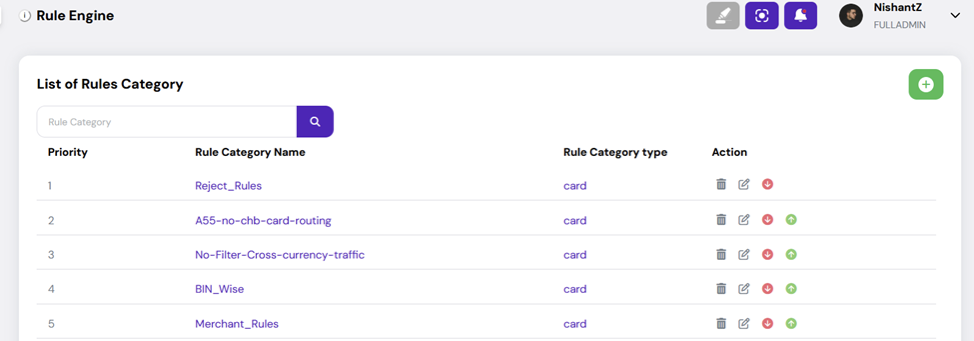 Rule Engine
NishantZ
FULLADMIN
List of Rules Category
Rule Category
Priority Rule Category Name Rule Category type Action
1 Reject_Rules card
2 A55-no-chb-card-routing card
3 No-Filter-Cross-currency-traffic card
4 BIN_Wise card
5 Merchant_Rules card